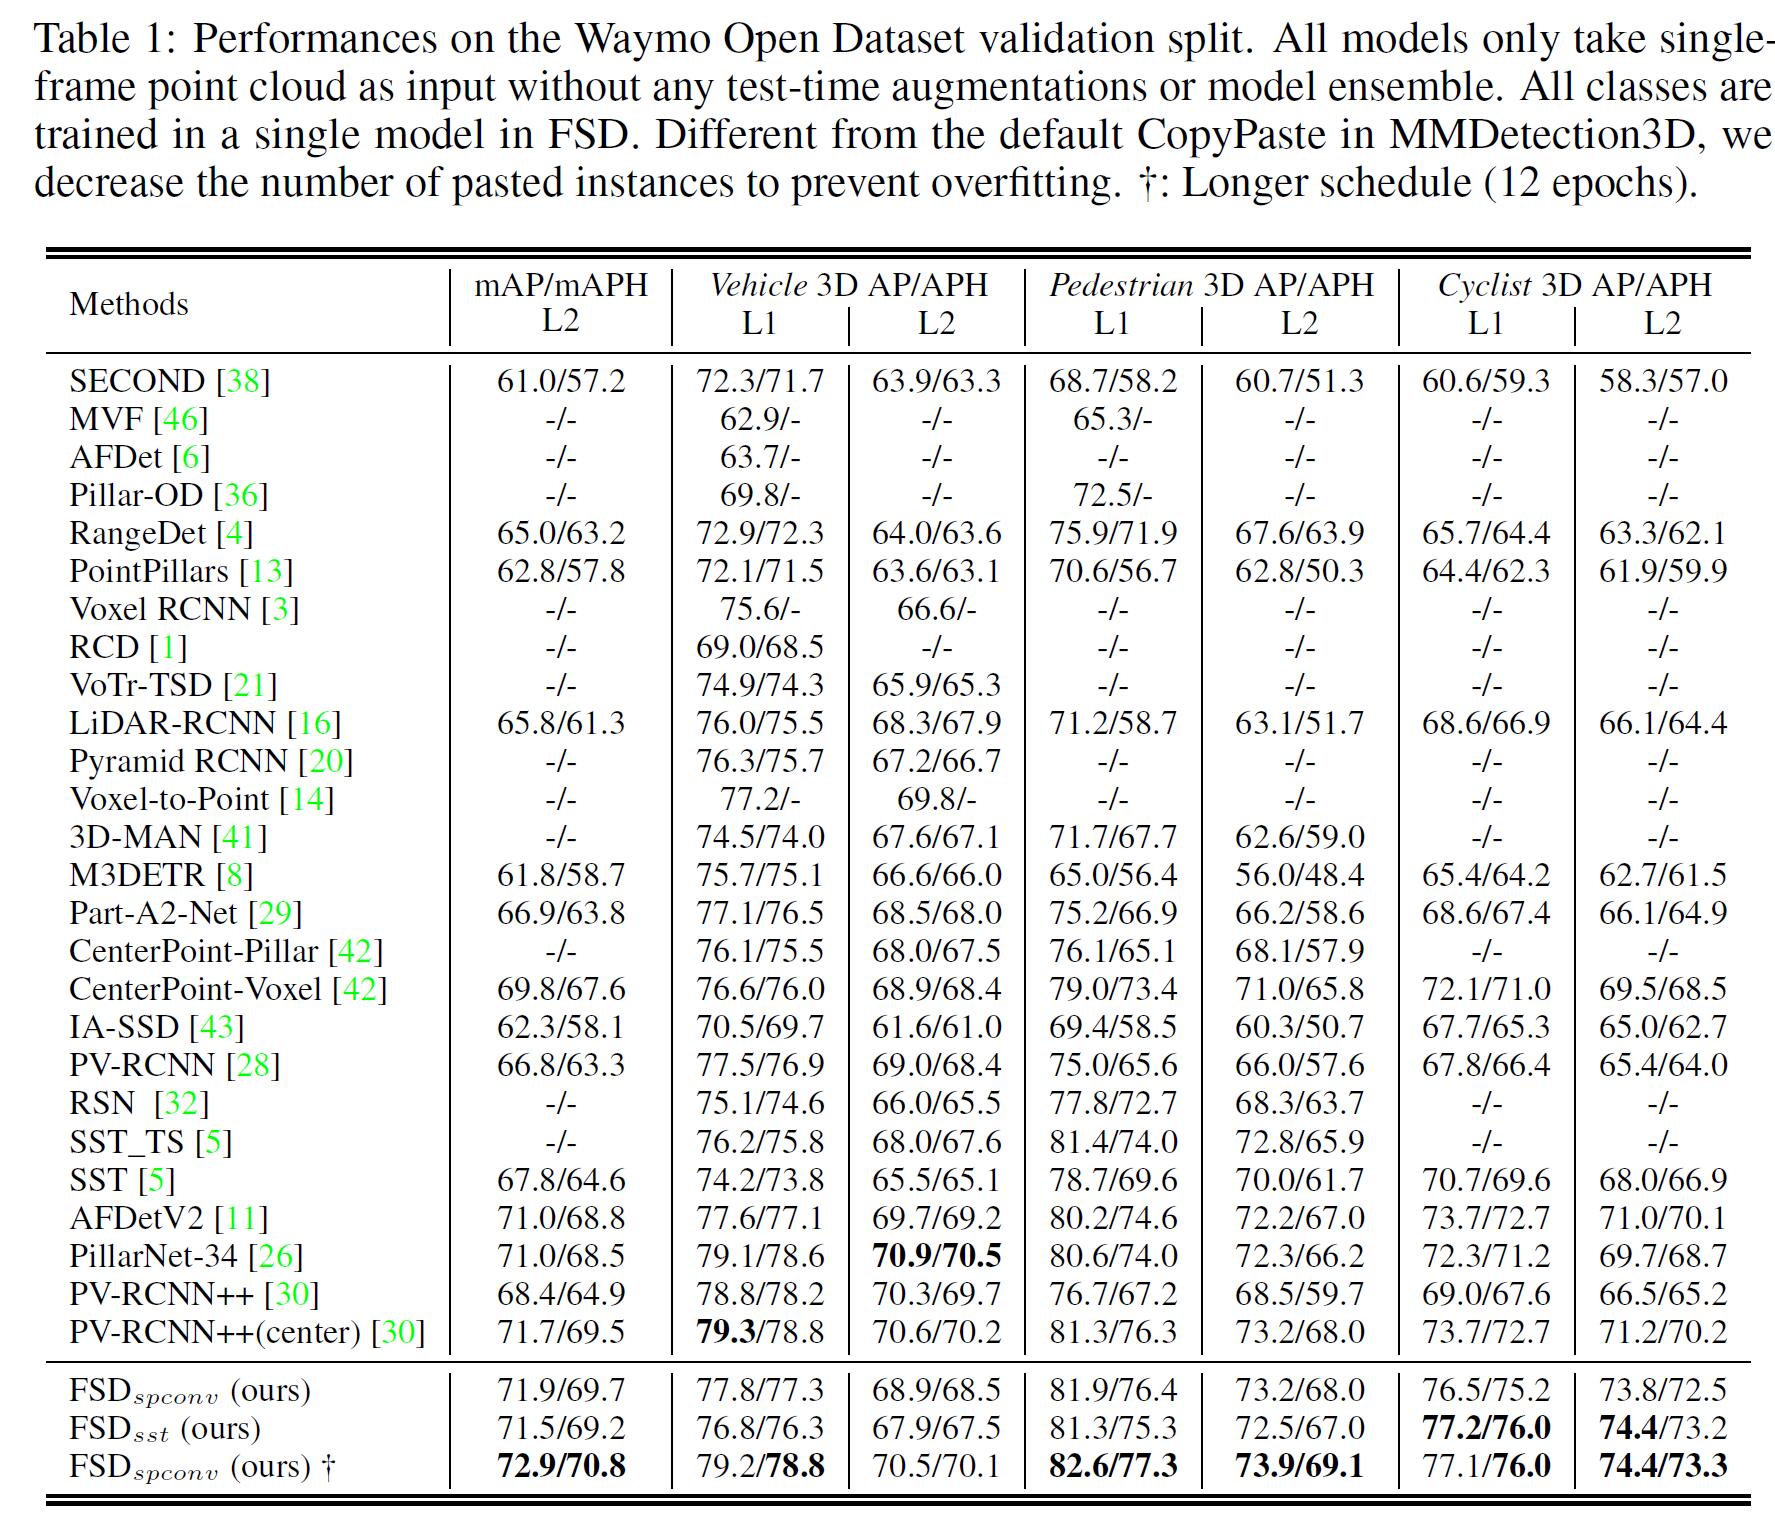 Table 1: Performances on the Waymo Open Dataset validation split. All models only take single-
frame point cloud as input without any test-time augmentations or model ensemble. All classes are
trained in a single model in FSD. Different from the default CopyPaste in MMDetection3D, we
decrease the number of pasted instances to prevent overfitting. †: Longer schedule (12 epochs).
Methods mAP/mAPH Vehicle 3D AP/APH Pedestrian 3D AP/APH Cyclist 3D AP/APH
L2 L1 L2 L1 L2 L1 L2
SECOND [38] 61.0/57.2 72.3/71.7 63.9/63.3 68.7/58.2 60.7/51.3 60.6/59.3 58.3/57.0
MVF [46] -/- 62.9/- -/- 65.3/- -/- -/- -/-
AFDet [6] -/- 63.7/- -/- -/- -/- -/- -/-
Pillar-OD [36] -/- 69.8/- -/- 72.5/- -/- -/- -/-
RangeDet [4] 65.0/63.2 72.9/72.3 64.0/63.6 75.9/71.9 67.6/63.9 65.7/64.4 63.3/62.1
PointPillars [13] 62.8/57.8 72.1/71.5 63.6/63.1 70.6/56.7 62.8/50.3 64.4/62.3 61.9/59.9
Voxel RCNN [3] -/- 75.6/- 66.6/- -/- -/- -/- -/-
RCD [1] -/- 69.0/68.5 -/- -/- -/- -/- -/-
VoTr-TSD [21] -/- 74.9/74.3 65.9/65.3 -/- -/- -/- -/-
LiDAR-RCNN [16] 65.8/61.3 76.0/75.5 68.3/67.9 71.2/58.7 63.1/51.7 68.6/66.9 66.1/64.4
Pyramid RCNN [20] -/- 76.3/75.7 67.2/66.7 -/- -/- -/- -/-
Voxel-to-Point [14] -/- 77.2/- 69.8/- -/- -/- -/- -/-
3D-MAN [41] -/- 74.5/74.0 67.6/67.1 71.7/67.7 62.6/59.0 -/- -/-
M3DETR [8] 61.8/58.7 75.7/75.1 66.6/66.0 65.0/56.4 56.0/48.4 65.4/64.2 62.7/61.5
Part-A2-Net [29] 66.9/63.8 77.1/76.5 68.5/68.0 75.2/66.9 66.2/58.6 68.6/67.4 66.1/64.9
CenterPoint-Pillar [42] -/- 76.1/75.5 68.0/67.5 76.1/65.1 68.1/57.9 -/- -/-
CenterPoint-Voxel [42] 69.8/67.6 76.6/76.0 68.9/68.4 79.0/73.4 71.0/65.8 72.1/71.0 69.5/68.5
IA-SSD [43] 62.3/58.1 70.5/69.7 61.6/61.0 69.4/58.5 60.3/50.7 67.7/65.3 65.0/62.7
PV-RCNN [28] 66.8/63.3 77.5/76.9 69.0/68.4 75.0/65.6 66.0/57.6 67.8/66.4 65.4/64.0
RSN [32] -/- 75.1/74.6 66.0/65.5 77.8/72.7 68.3/63.7 -/- -/-
SST_TS [5] -/- 76.2/75.8 68.0/67.6 81.4/74.0 72.8/65.9 -/- -/-
SST [5] 67.8/64.6 74.2/73.8 65.5/65.1 78.7/69.6 70.0/61.7 70.7/69.6 68.0/66.9
AFDetV2 [11] 71.0/68.8 77.6/77.1 69.7/69.2 80.2/74.6 72.2/67.0 73.7/72.7 71.0/70.1
PillarNet-34 [26] 71.0/68.5 79.1/78.6 70.9/70.5 80.6/74.0 72.3/66.2 72.3/71.2 69.7/68.7
PV-RCNN++ [30] 68.4/64.9 78.8/78.2 70.3/69.7 76.7/67.2 68.5/59.7 69.0/67.6 66.5/65.2
PV-RCNN++(center) [30] 71.7/69.5 79.3/78.8 70.6/70.2 81.3/76.3 73.2/68.0 73.7/72.7 71.2/70.2
FSDspconv (ours) 71.9/69.7 77.8/77.3 68.9/68.5 81.9/76.4 73.2/68.0 76.5/75.2 73.8/72.5
FSDsst (ours) 71.5/69.2 76.8/76.3 67.9/67.5 81.3/75.3 72.5/67.0 77.2/76.0 74.4/73.2
FSDspconv (ours) † 72.9/70.8 79.2/78.8 70.5/70.1 82.6/77.3 73.9/69.1 77.1/76.0 74.4/73.3